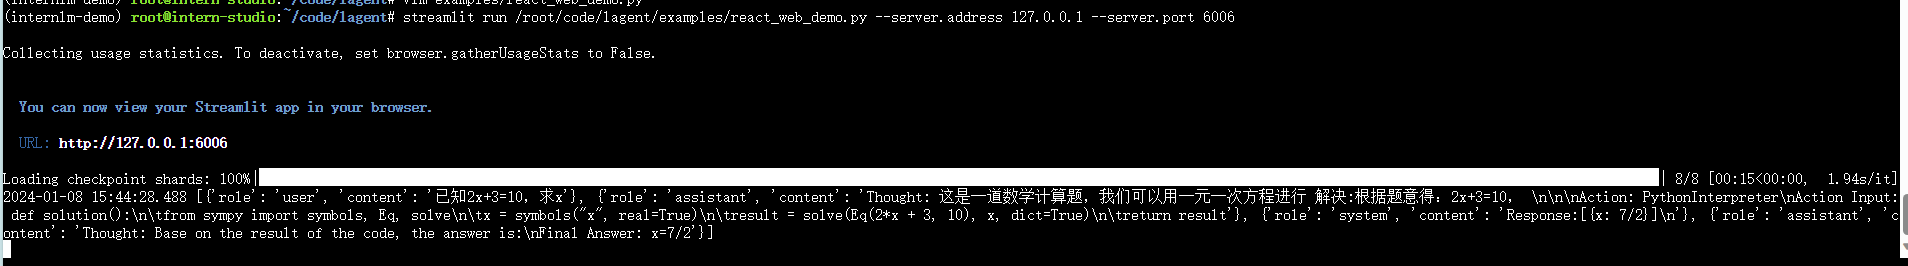 (internlm-demo) root@intern-studio:~/code/lagent# vim examples/react_web_demo.py
(internlm-demo) root@intern-studio:~/code/lagent# streamlit run /root/code/lagent/examples/react_web_demo.py --server.address 127.0.0.1 --server.port 6006
Collecting usage statistics. To deactivate, set browser.gatherUsageStats to False.
You can now view your Streamlit app in your browser.
URL: http://127.0.0.1:6006
Loading checkpoint shards: 100%| | 8/8 [00:15<00:00,  1.94s/it]
2024-01-08 15:44:28.488 [{'role': 'user', 'content': '已知2x+3=10，求x'}, {'role': 'assistant', 'content': 'Thought: 这是一道数学计算题，我们可以用一元一次方程进行 解决:根据题意得：2x+3=10， \n\n\nAction: PythonInterpreter\nAction Input:
def solution():\n\tfrom sympy import symbols, Eq, solve\n\tx = symbols("x", real=True)\n\tresult = solve(Eq(2*x + 3, 10), x, dict=True)\n\treturn result'}, {'role': 'system', 'content': 'Response:[{x: 7/2}]\n'}, {'role': 'assistant', 'c
ontent': 'Thought: Base on the result of the code, the answer is:\nFinal Answer: x=7/2'}]